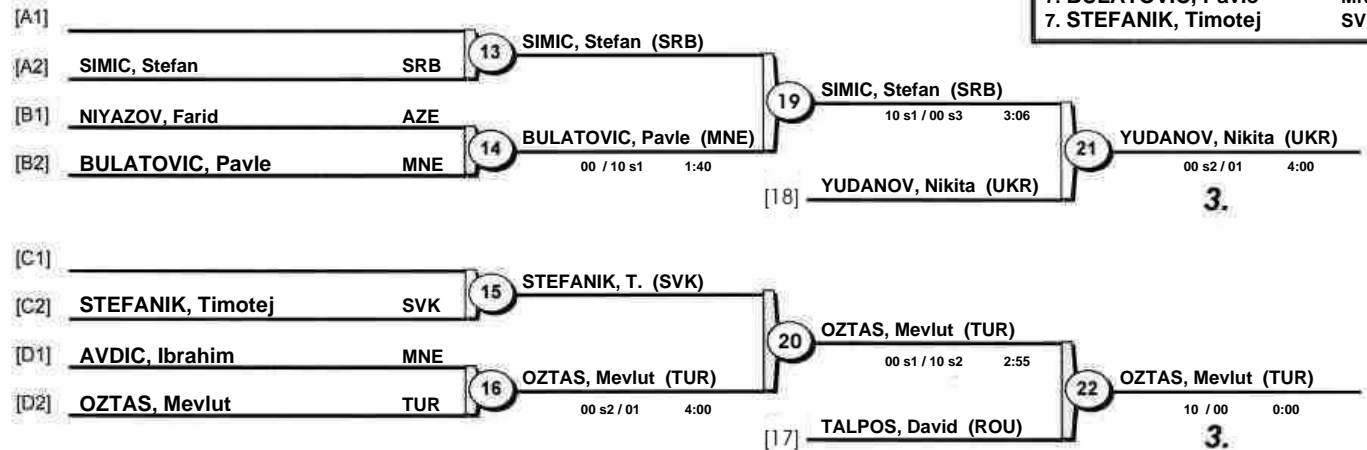 7. BULATOVIC, Pavle
7. STEFANIK, Timotej SV
[A1]
[A2] SIMIC, Stefan SRB
13 SIMIC, Stefan (SRB)
[B1] NIYAZOV, Farid AZE
[B2] BULATOVIC, Pavle MNE
14 BULATOVIC, Pavle (MNE)
00 / 10 s1 1:40
19 SIMIC, Stefan (SRB)
10 s1 / 00 s3 3:06
[18] YUDANOV, Nikita (UKR)
21 YUDANOV, Nikita (UKR)
00 s2 / 01 4:00
3.
[C1]
[C2] STEFANIK, Timotej SVK
15 STEFANIK, T. (SVK)
[D1] AVDIC, Ibrahim MNE
[D2] OZTAS, Mevlut TUR
16 OZTAS, Mevlut (TUR)
00 s2 / 01 4:00
20 OZTAS, Mevlut (TUR)
00 s1 / 10 s2 2:55
[17] TALPOS, David (ROU)
22 OZTAS, Mevlut (TUR)
10 / 00 0:00
3.